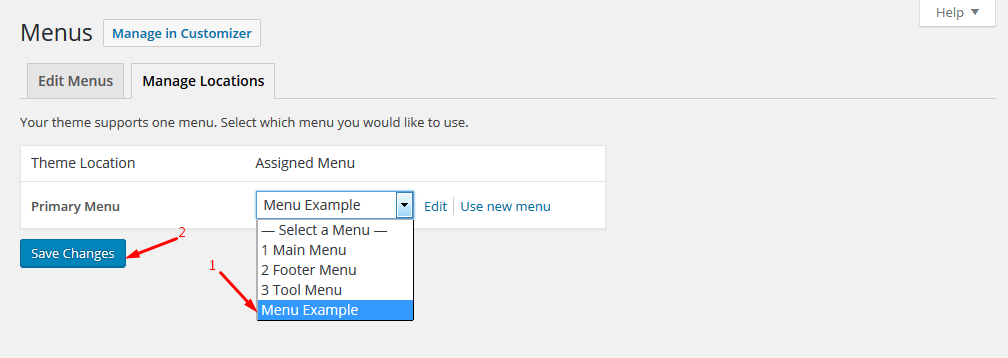 Help
Menus Manage in Customizer
Edit Menus Manage Locations
Your theme supports one menu. Select which menu you would like to use.
Theme Location Assigned Menu
Primary Menu Menu Example Edit Use new menu
— Select a Menu —
1 Main Menu
2 Footer Menu
3 Tool Menu
Menu Example
Save Changes
2
1